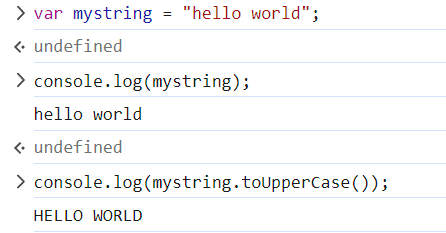 > var mystring = "hello world";
undefined
> console.log(mystring);
hello world
undefined
> console.log(mystring.toUpperCase());
HELLO WORLD